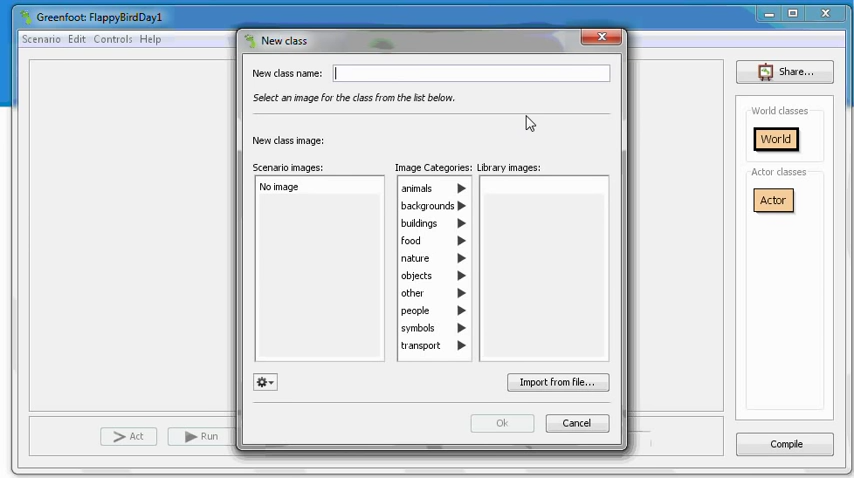 Greenfoot: FlappyBirdDay1
Scenario Edit Controls Help
New class
New class name:
Select an image for the class from the list below.
New class image:
Scenario images:
No image
Image Categories:
animals
backgrounds
buildings
food
nature
objects
other
people
symbols
transport
Library images:
Import from file...
Ok
Cancel
Act
Run
Share...
World classes
World
Actor classes
Actor
Compile